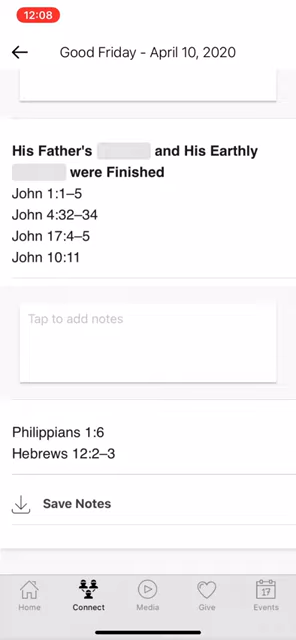 12:08
Good Friday - April 10, 2020
His Father's and His Earthly
were Finished
John 1:1–5
John 4:32–34
John 17:4–5
John 10:11
Tap to add notes
Philippians 1:6
Hebrews 12:2–3
Save Notes
17
Home Connect Media Give Events